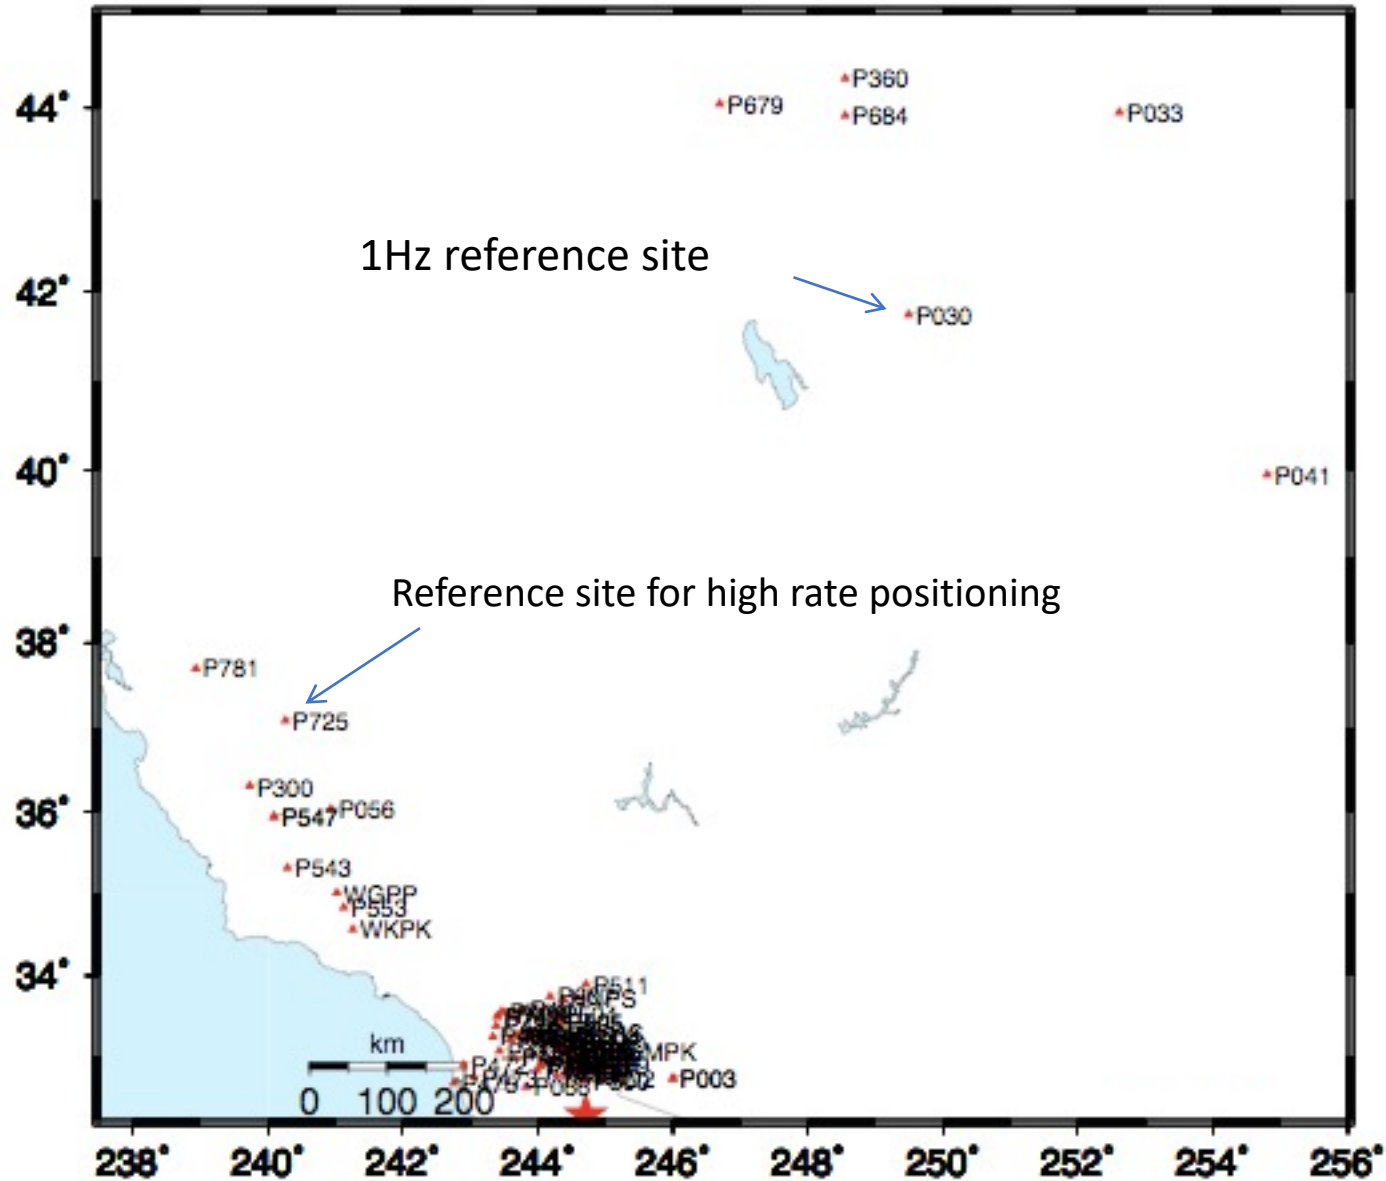 44°
P360
P679
P684
P033
1Hz reference site
42°
P030
40°
P041
Reference site for high rate positioning
38°
P781
P725
P300
36°
P056
P547
P543
WGPP
P553
WKPK
34°
P511
km
P472
P003
0 100 200
238° 240° 242° 244° 246° 248° 250° 252° 254° 256°